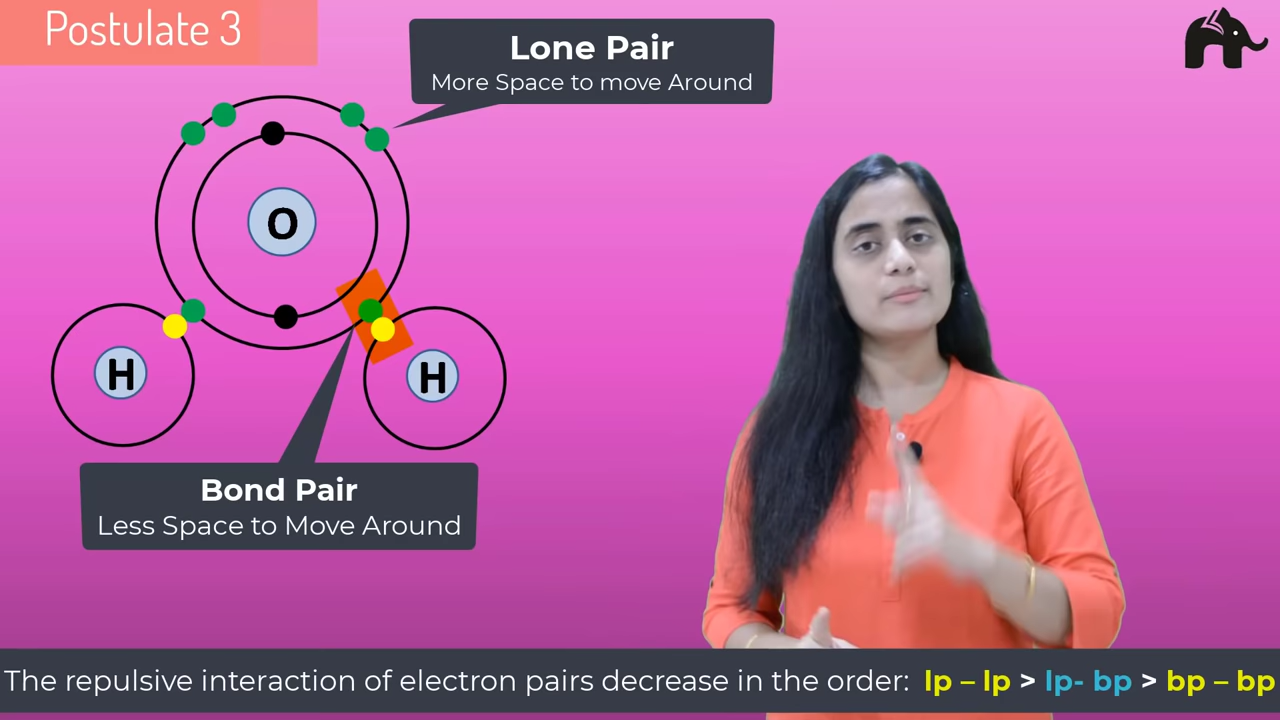 Postulate 3
Lone Pair
More Space to move Around
O
H
H
Bond Pair
Less Space to Move Around
The repulsive interaction of electron pairs decrease in the order: lp – lp > lp- bp > bp – bp